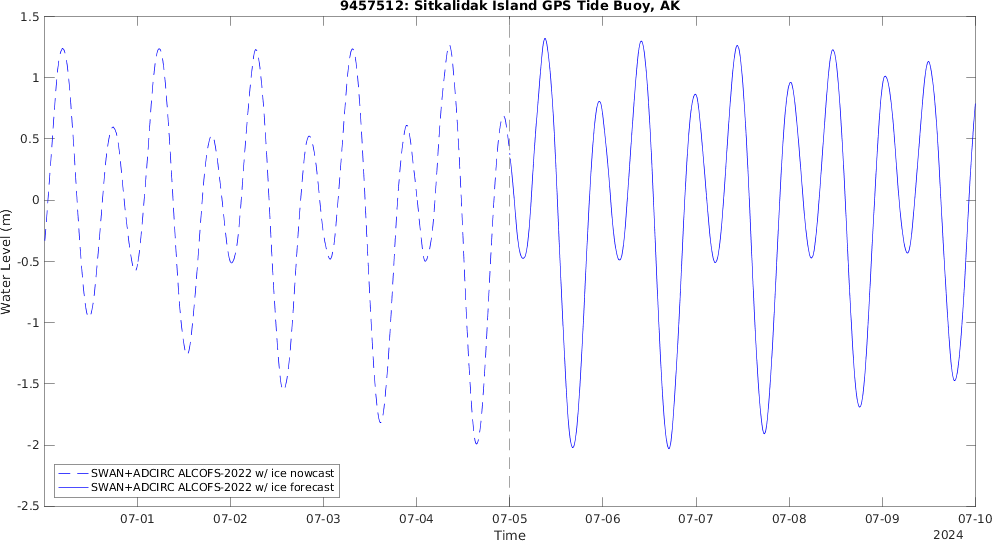 9457512: Sitkalidak Island GPS Tide Buoy, AK
1.5
1
0.5
0
-0.5
-1
-1.5
-2
-2.5
Water Level (m)
SWAN+ADCIRC ALCOFS-2022 w/ ice nowcast
SWAN+ADCIRC ALCOFS-2022 w/ ice forecast
07-01 07-02 07-03 07-04 07-05 07-06 07-07 07-08 07-09 07-10
Time
2024